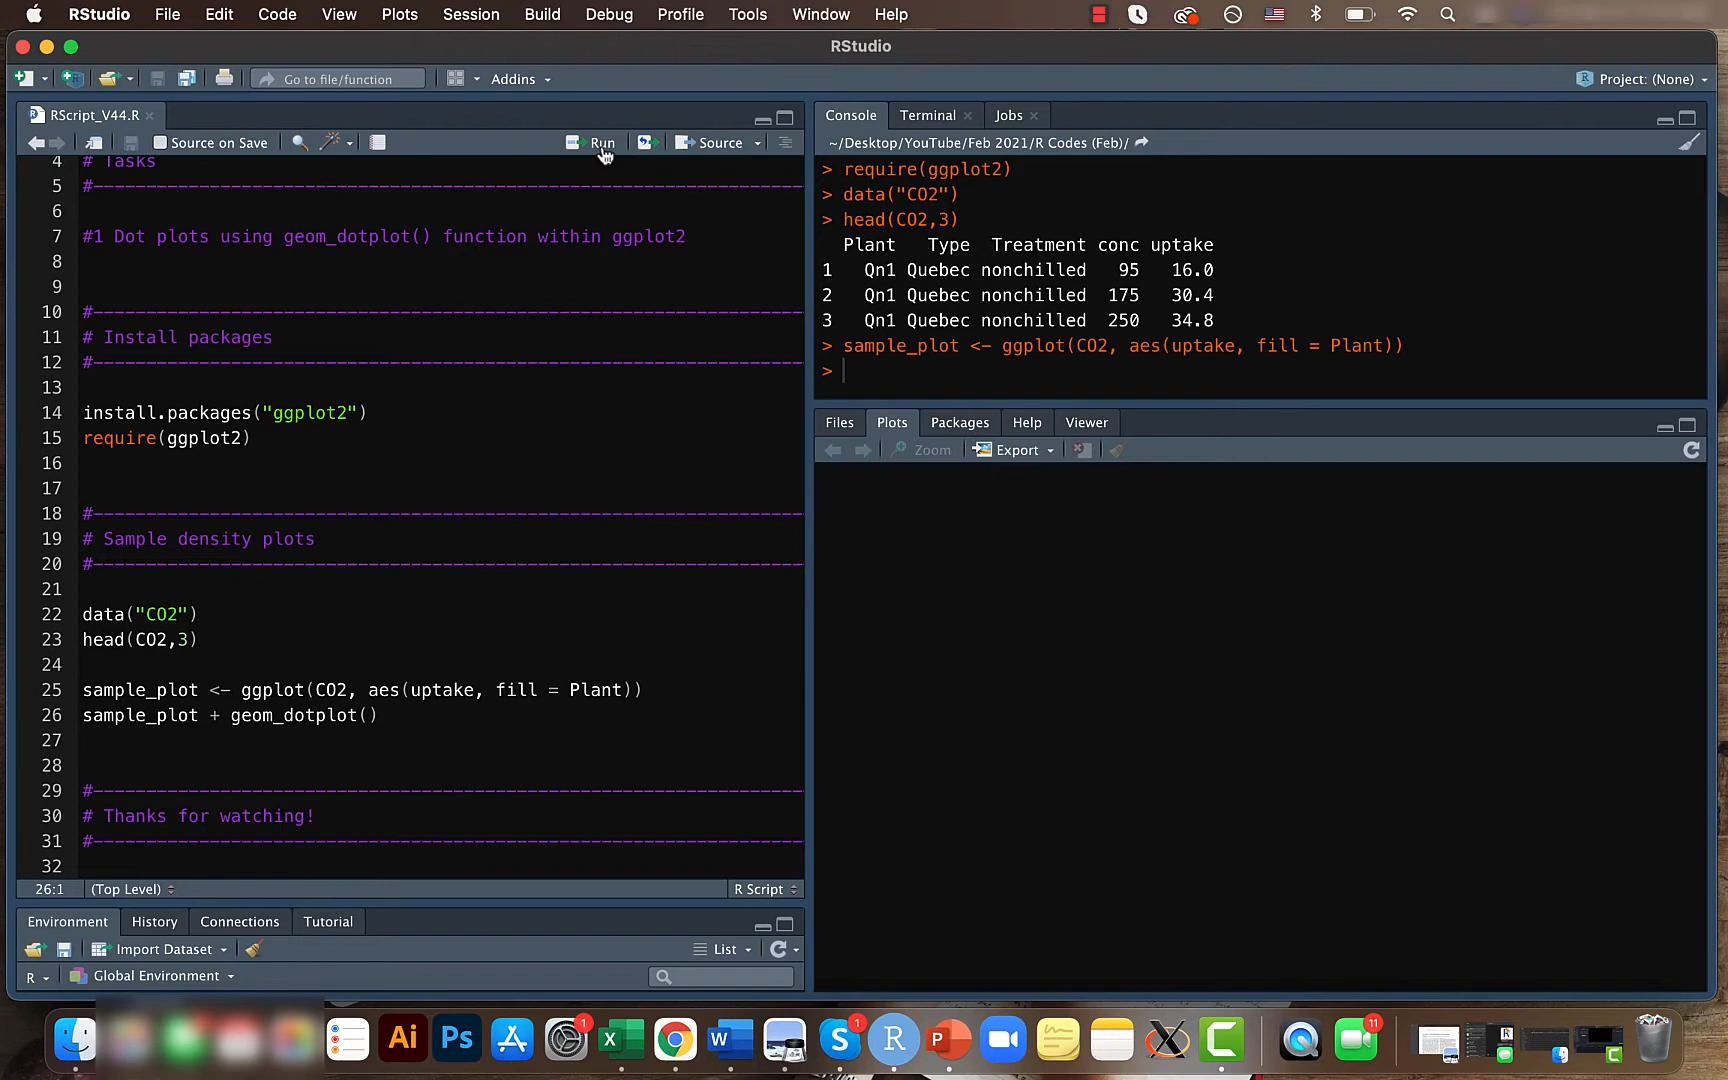 RStudio File Edit Code View Plots Session Build Debug Profile Tools Window Help
RStudio
Go to file/function Addins Project: (None)
RScript_V44.R
Source on Save Run Source
4 # Tasks
5 #--------------------------------------------------------------------
6
7 #1 Dot plots using geom_dotplot() function within ggplot2
8
9
10 #--------------------------------------------------------------------
11 # Install packages
12 #--------------------------------------------------------------------
13
14 install.packages("ggplot2")
15 require(ggplot2)
16
17
18 #--------------------------------------------------------------------
19 # Sample density plots
20 #--------------------------------------------------------------------
21
22 data("CO2")
23 head(CO2,3)
24
25 sample_plot <- ggplot(CO2, aes(uptake, fill = Plant))
26 sample_plot + geom_dotplot()
27
28
29 #--------------------------------------------------------------------
30 # Thanks for watching!
31 #--------------------------------------------------------------------
32
26:1 (Top Level) R Script
Environment History Connections Tutorial
Import Dataset List
R Global Environment
Console Terminal Jobs
~/Desktop/YouTube/Feb 2021/R Codes (Feb)/
> require(ggplot2)
> data("CO2")
> head(CO2,3)
Plant Type Treatment conc uptake
1 Qn1 Quebec nonchilled 95 16.0
2 Qn1 Quebec nonchilled 175 30.4
3 Qn1 Quebec nonchilled 250 34.8
> sample_plot <- ggplot(CO2, aes(uptake, fill = Plant))
>
Files Plots Packages Help Viewer
Zoom Export
Ai Ps 1 X W S 1 R P C 11